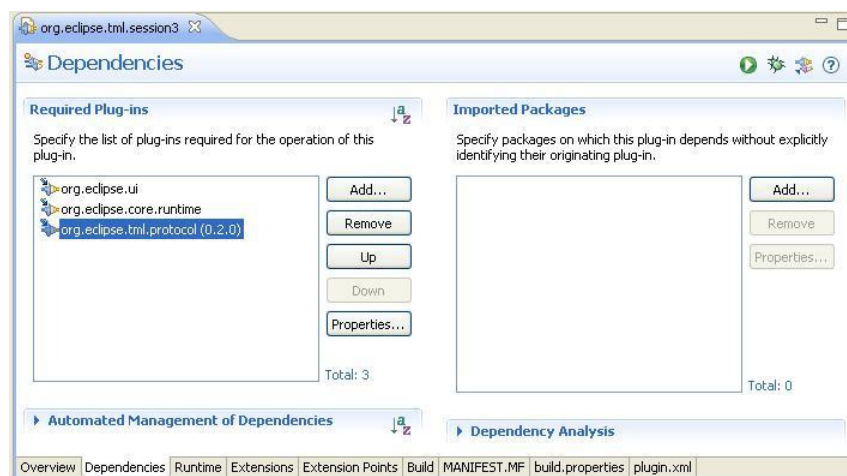 org.eclipse.tml.session3
Dependencies
Required Plug-ins
Specify the list of plug-ins required for the operation of this
plug-in.
org.eclipse.ui
org.eclipse.core.runtime
org.eclipse.tml.protocol (0.2.0)
Add...
Remove
Up
Down
Properties...
Total: 3
Imported Packages
Specify packages on which this plug-in depends without explicitly
identifying their originating plug-in.
Add...
Remove
Properties...
Total: 0
Automated Management of Dependencies
Dependency Analysis
Overview Dependencies Runtime Extensions Extension Points Build MANIFEST.MF build.properties plugin.xml